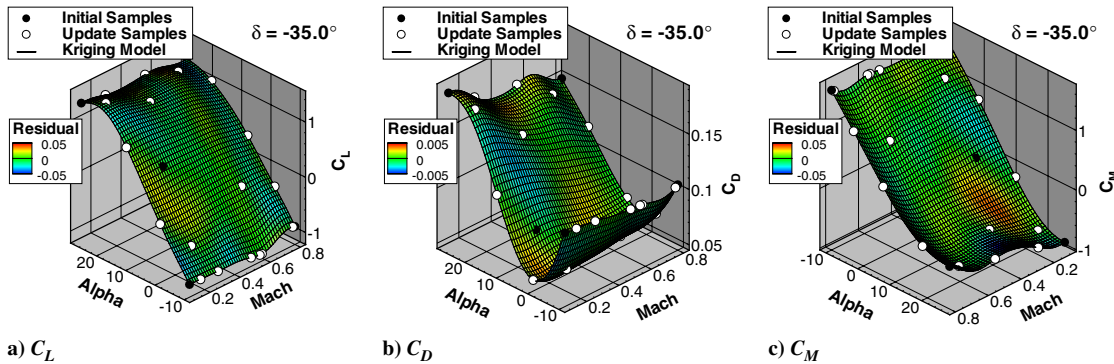 Initial Samples
Update Samples
Kriging Model
δ = -35.0°
Residual
0.05
0
-0.05
C_L
1
0
-1
Alpha
20
10
0
-10
Mach
0.2
0.4
0.6
0.8
a) C_L
Initial Samples
Update Samples
Kriging Model
δ = -35.0°
Residual
0.005
0
-0.005
C_D
0.15
0.1
0.05
Alpha
20
10
0
-10
Mach
0.2
0.4
0.6
0.8
b) C_D
Initial Samples
Update Samples
Kriging Model
δ = -35.0°
Residual
0.05
0
-0.05
C_M
1
0
-1
Alpha
-10
0
10
20
Mach
0.8
0.6
0.4
0.2
c) C_M